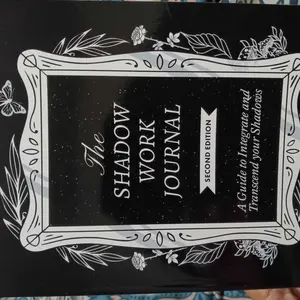 The
SHADOW
WORK
JOURNAL
SECOND EDITION
A Guide to Integrate and
Transcend your Shadows